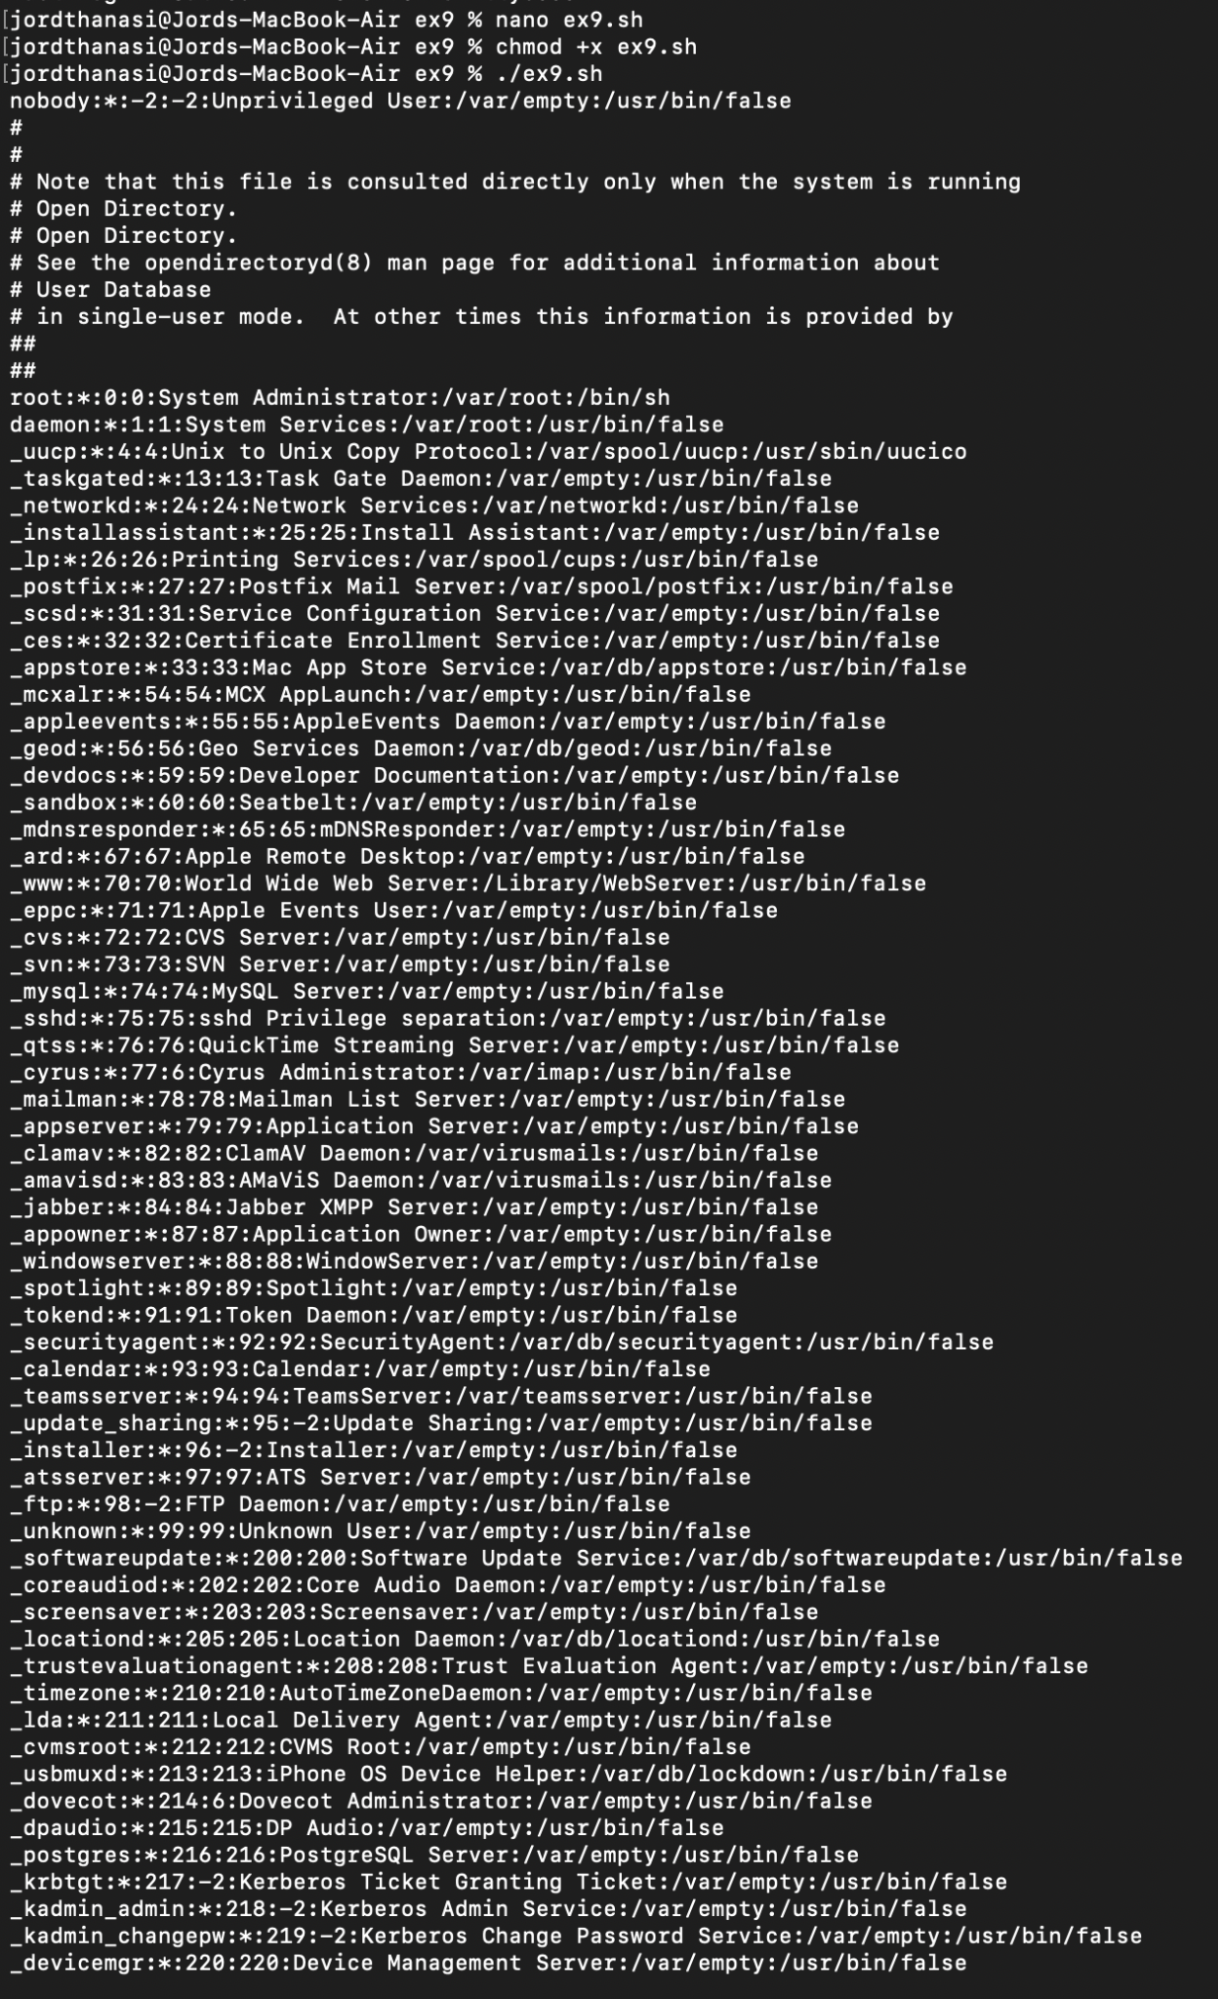 [jordthanasi@Jords-MacBook-Air ex9 % nano ex9.sh
[jordthanasi@Jords-MacBook-Air ex9 % chmod +x ex9.sh
[jordthanasi@Jords-MacBook-Air ex9 % ./ex9.sh
nobody:*:-2:-2:Unprivileged User:/var/empty:/usr/bin/false
#
#
# Note that this file is consulted directly only when the system is running
# Open Directory.
# Open Directory.
# See the opendirectoryd(8) man page for additional information about
# User Database
# in single-user mode.  At other times this information is provided by
##
##
root:*:0:0:System Administrator:/var/root:/bin/sh
daemon:*:1:1:System Services:/var/root:/usr/bin/false
_uucp:*:4:4:Unix to Unix Copy Protocol:/var/spool/uucp:/usr/sbin/uucico
_taskgated:*:13:13:Task Gate Daemon:/var/empty:/usr/bin/false
_networkd:*:24:24:Network Services:/var/networkd:/usr/bin/false
_installassistant:*:25:25:Install Assistant:/var/empty:/usr/bin/false
_lp:*:26:26:Printing Services:/var/spool/cups:/usr/bin/false
_postfix:*:27:27:Postfix Mail Server:/var/spool/postfix:/usr/bin/false
_scsd:*:31:31:Service Configuration Service:/var/empty:/usr/bin/false
_ces:*:32:32:Certificate Enrollment Service:/var/empty:/usr/bin/false
_appstore:*:33:33:Mac App Store Service:/var/db/appstore:/usr/bin/false
_mcxalr:*:54:54:MCX AppLaunch:/var/empty:/usr/bin/false
_appleevents:*:55:55:AppleEvents Daemon:/var/empty:/usr/bin/false
_geod:*:56:56:Geo Services Daemon:/var/db/geod:/usr/bin/false
_devdocs:*:59:59:Developer Documentation:/var/empty:/usr/bin/false
_sandbox:*:60:60:Seatbelt:/var/empty:/usr/bin/false
_mdnsresponder:*:65:65:mDNSResponder:/var/empty:/usr/bin/false
_ard:*:67:67:Apple Remote Desktop:/var/empty:/usr/bin/false
_www:*:70:70:World Wide Web Server:/Library/WebServer:/usr/bin/false
_eppc:*:71:71:Apple Events User:/var/empty:/usr/bin/false
_cvs:*:72:72:CVS Server:/var/empty:/usr/bin/false
_svn:*:73:73:SVN Server:/var/empty:/usr/bin/false
_mysql:*:74:74:MySQL Server:/var/empty:/usr/bin/false
_sshd:*:75:75:sshd Privilege separation:/var/empty:/usr/bin/false
_qtss:*:76:76:QuickTime Streaming Server:/var/empty:/usr/bin/false
_cyrus:*:77:6:Cyrus Administrator:/var/imap:/usr/bin/false
_mailman:*:78:78:Mailman List Server:/var/empty:/usr/bin/false
_appserver:*:79:79:Application Server:/var/empty:/usr/bin/false
_clamav:*:82:82:ClamAV Daemon:/var/virusmails:/usr/bin/false
_amavisd:*:83:83:AMaViS Daemon:/var/virusmails:/usr/bin/false
_jabber:*:84:84:Jabber XMPP Server:/var/empty:/usr/bin/false
_appowner:*:87:87:Application Owner:/var/empty:/usr/bin/false
_windowserver:*:88:88:WindowServer:/var/empty:/usr/bin/false
_spotlight:*:89:89:Spotlight:/var/empty:/usr/bin/false
_tokend:*:91:91:Token Daemon:/var/empty:/usr/bin/false
_securityagent:*:92:92:SecurityAgent:/var/db/securityagent:/usr/bin/false
_calendar:*:93:93:Calendar:/var/empty:/usr/bin/false
_teamsserver:*:94:94:TeamsServer:/var/teamsserver:/usr/bin/false
_update_sharing:*:95:-2:Update Sharing:/var/empty:/usr/bin/false
_installer:*:96:-2:Installer:/var/empty:/usr/bin/false
_atsserver:*:97:97:ATS Server:/var/empty:/usr/bin/false
_ftp:*:98:-2:FTP Daemon:/var/empty:/usr/bin/false
_unknown:*:99:99:Unknown User:/var/empty:/usr/bin/false
_softwareupdate:*:200:200:Software Update Service:/var/db/softwareupdate:/usr/bin/false
_coreaudiod:*:202:202:Core Audio Daemon:/var/empty:/usr/bin/false
_screensaver:*:203:203:Screensaver:/var/empty:/usr/bin/false
_locationd:*:205:205:Location Daemon:/var/db/locationd:/usr/bin/false
_trustevaluationagent:*:208:208:Trust Evaluation Agent:/var/empty:/usr/bin/false
_timezone:*:210:210:AutoTimeZoneDaemon:/var/empty:/usr/bin/false
_lda:*:211:211:Local Delivery Agent:/var/empty:/usr/bin/false
_cvmsroot:*:212:212:CVMS Root:/var/empty:/usr/bin/false
_usbmuxd:*:213:213:iPhone OS Device Helper:/var/db/lockdown:/usr/bin/false
_dovecot:*:214:6:Dovecot Administrator:/var/empty:/usr/bin/false
_dpaudio:*:215:215:DP Audio:/var/empty:/usr/bin/false
_postgres:*:216:216:PostgreSQL Server:/var/empty:/usr/bin/false
_krbtgt:*:217:-2:Kerberos Ticket Granting Ticket:/var/empty:/usr/bin/false
_kadmin_admin:*:218:-2:Kerberos Admin Service:/var/empty:/usr/bin/false
_kadmin_changepw:*:219:-2:Kerberos Change Password Service:/var/empty:/usr/bin/false
_devicemgr:*:220:220:Device Management Server:/var/empty:/usr/bin/false